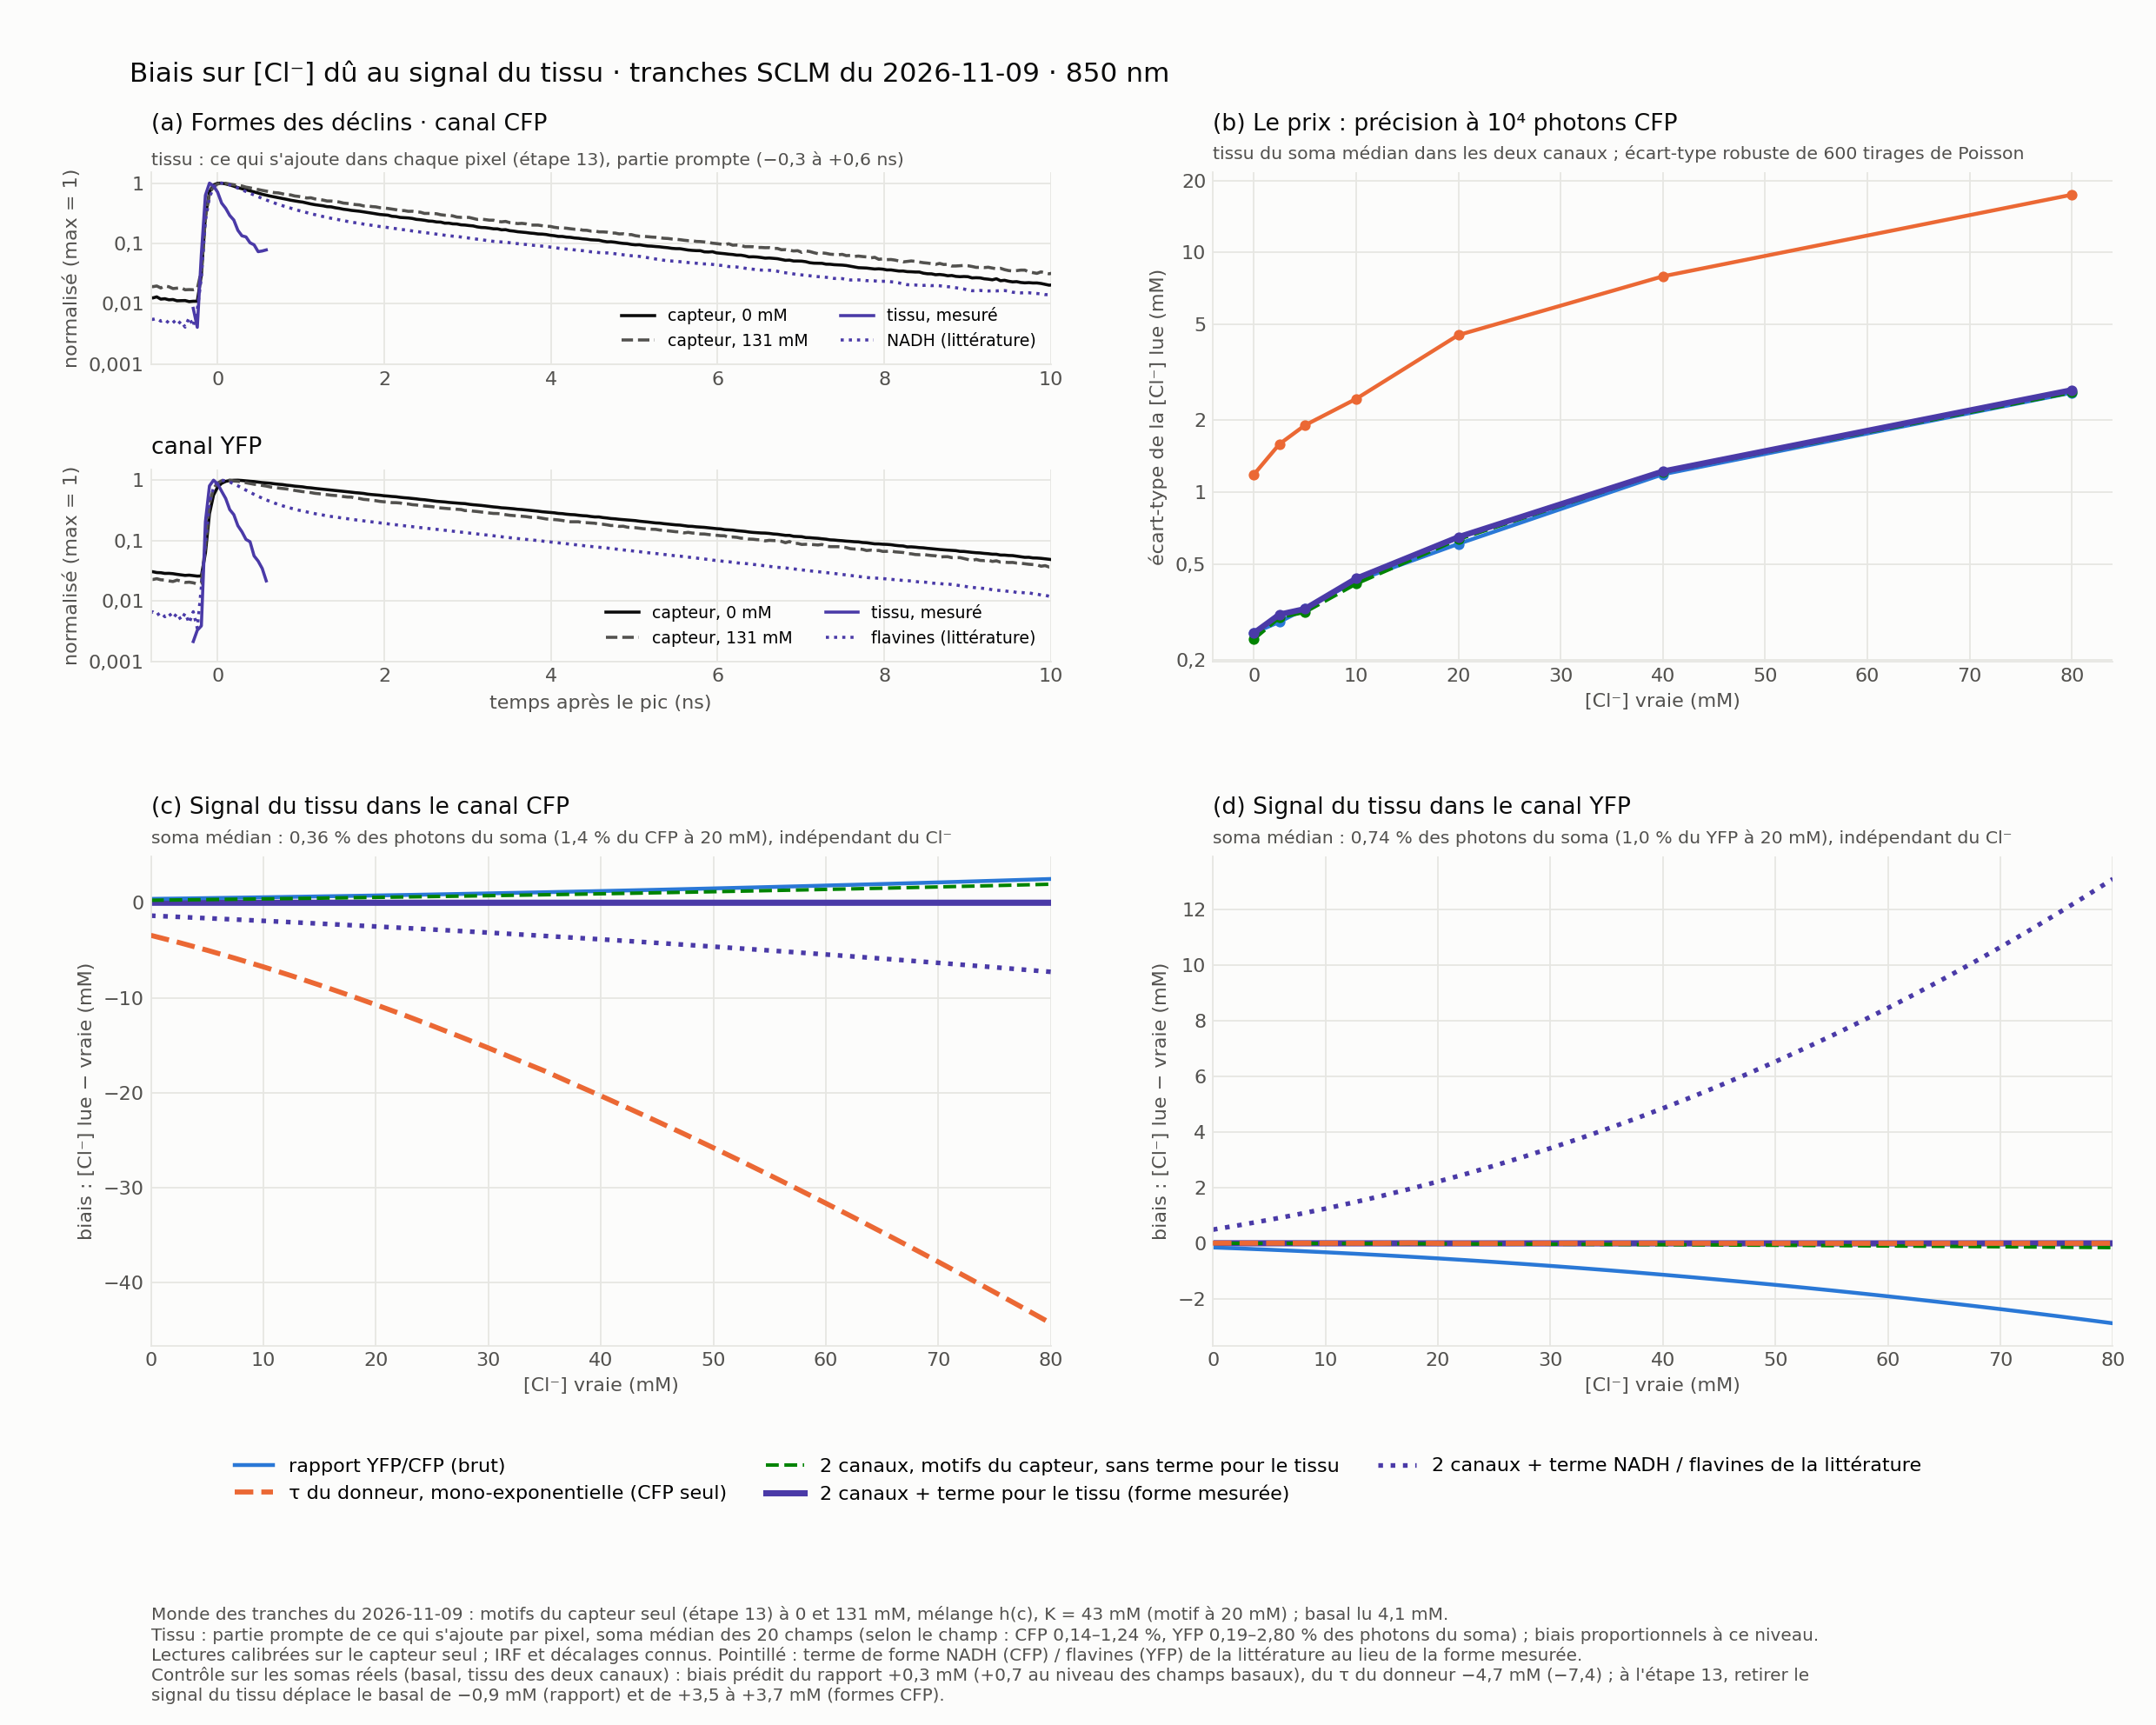 Biais sur [Cl⁻] dû au signal du tissu · tranches SCLM du 2026-11-09 · 850 nm
(a) Formes des déclins · canal CFP
tissu : ce qui s'ajoute dans chaque pixel (étape 13), partie prompte (−0,3 à +0,6 ns)
normalisé (max = 1)
1
0,1
0,01
0,001
capteur, 0 mM
capteur, 131 mM
tissu, mesuré
NADH (littérature)
0 2 4 6 8 10
canal YFP
normalisé (max = 1)
1
0,1
0,01
0,001
capteur, 0 mM
capteur, 131 mM
tissu, mesuré
flavines (littérature)
0 2 4 6 8 10
temps après le pic (ns)
(b) Le prix : précision à 10⁴ photons CFP
tissu du soma médian dans les deux canaux ; écart-type robuste de 600 tirages de Poisson
écart-type de la [Cl⁻] lue (mM)
20
10
5
2
1
0,5
0,2
0 10 20 30 40 50 60 70 80
[Cl⁻] vraie (mM)
(c) Signal du tissu dans le canal CFP
soma médian : 0,36 % des photons du soma (1,4 % du CFP à 20 mM), indépendant du Cl⁻
biais : [Cl⁻] lue − vraie (mM)
0
−10
−20
−30
−40
0 10 20 30 40 50 60 70 80
[Cl⁻] vraie (mM)
(d) Signal du tissu dans le canal YFP
soma médian : 0,74 % des photons du soma (1,0 % du YFP à 20 mM), indépendant du Cl⁻
biais : [Cl⁻] lue − vraie (mM)
12
10
8
6
4
2
0
−2
0 10 20 30 40 50 60 70 80
[Cl⁻] vraie (mM)
rapport YFP/CFP (brut)
τ du donneur, mono-exponentielle (CFP seul)
2 canaux, motifs du capteur, sans terme pour le tissu
2 canaux + terme pour le tissu (forme mesurée)
2 canaux + terme NADH / flavines de la littérature
Monde des tranches du 2026-11-09 : motifs du capteur seul (étape 13) à 0 et 131 mM, mélange h(c), K = 43 mM (motif à 20 mM) ; basal lu 4,1 mM.
Tissu : partie prompte de ce qui s'ajoute par pixel, soma médian des 20 champs (selon le champ : CFP 0,14–1,24 %, YFP 0,19–2,80 % des photons du soma) ; biais proportionnels à ce niveau.
Lectures calibrées sur le capteur seul ; IRF et décalages connus. Pointillé : terme de forme NADH (CFP) / flavines (YFP) de la littérature au lieu de la forme mesurée.
Contrôle sur les somas réels (basal, tissu des deux canaux) : biais prédit du rapport +0,3 mM (+0,7 au niveau des champs basaux), du τ du donneur −4,7 mM (−7,4) ; à l'étape 13, retirer le
signal du tissu déplace le basal de −0,9 mM (rapport) et de +3,5 à +3,7 mM (formes CFP).